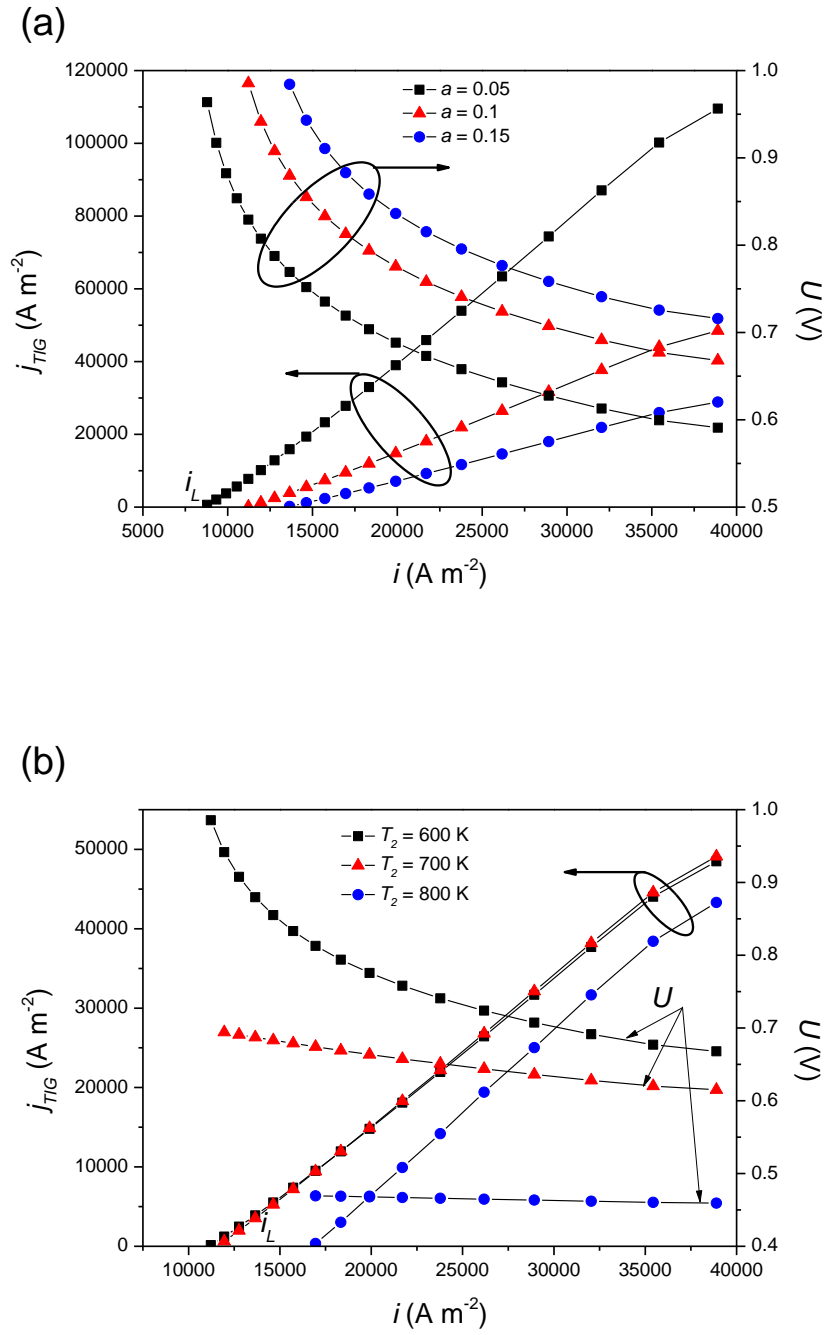 (a)
120000
100000
80000
60000
40000
20000
0
j_TIG (A m⁻²)
a = 0.05
a = 0.1
a = 0.15
i_L
1.0
0.9
0.8
0.7
0.6
0.5
U (V)
5000 10000 15000 20000 25000 30000 35000 40000
i (A m⁻²)
(b)
50000
40000
30000
20000
10000
0
j_TIG (A m⁻²)
T₂ = 600 K
T₂ = 700 K
T₂ = 800 K
U
i_L
1.0
0.9
0.8
0.7
0.6
0.5
0.4
U (V)
10000 15000 20000 25000 30000 35000 40000
i (A m⁻²)